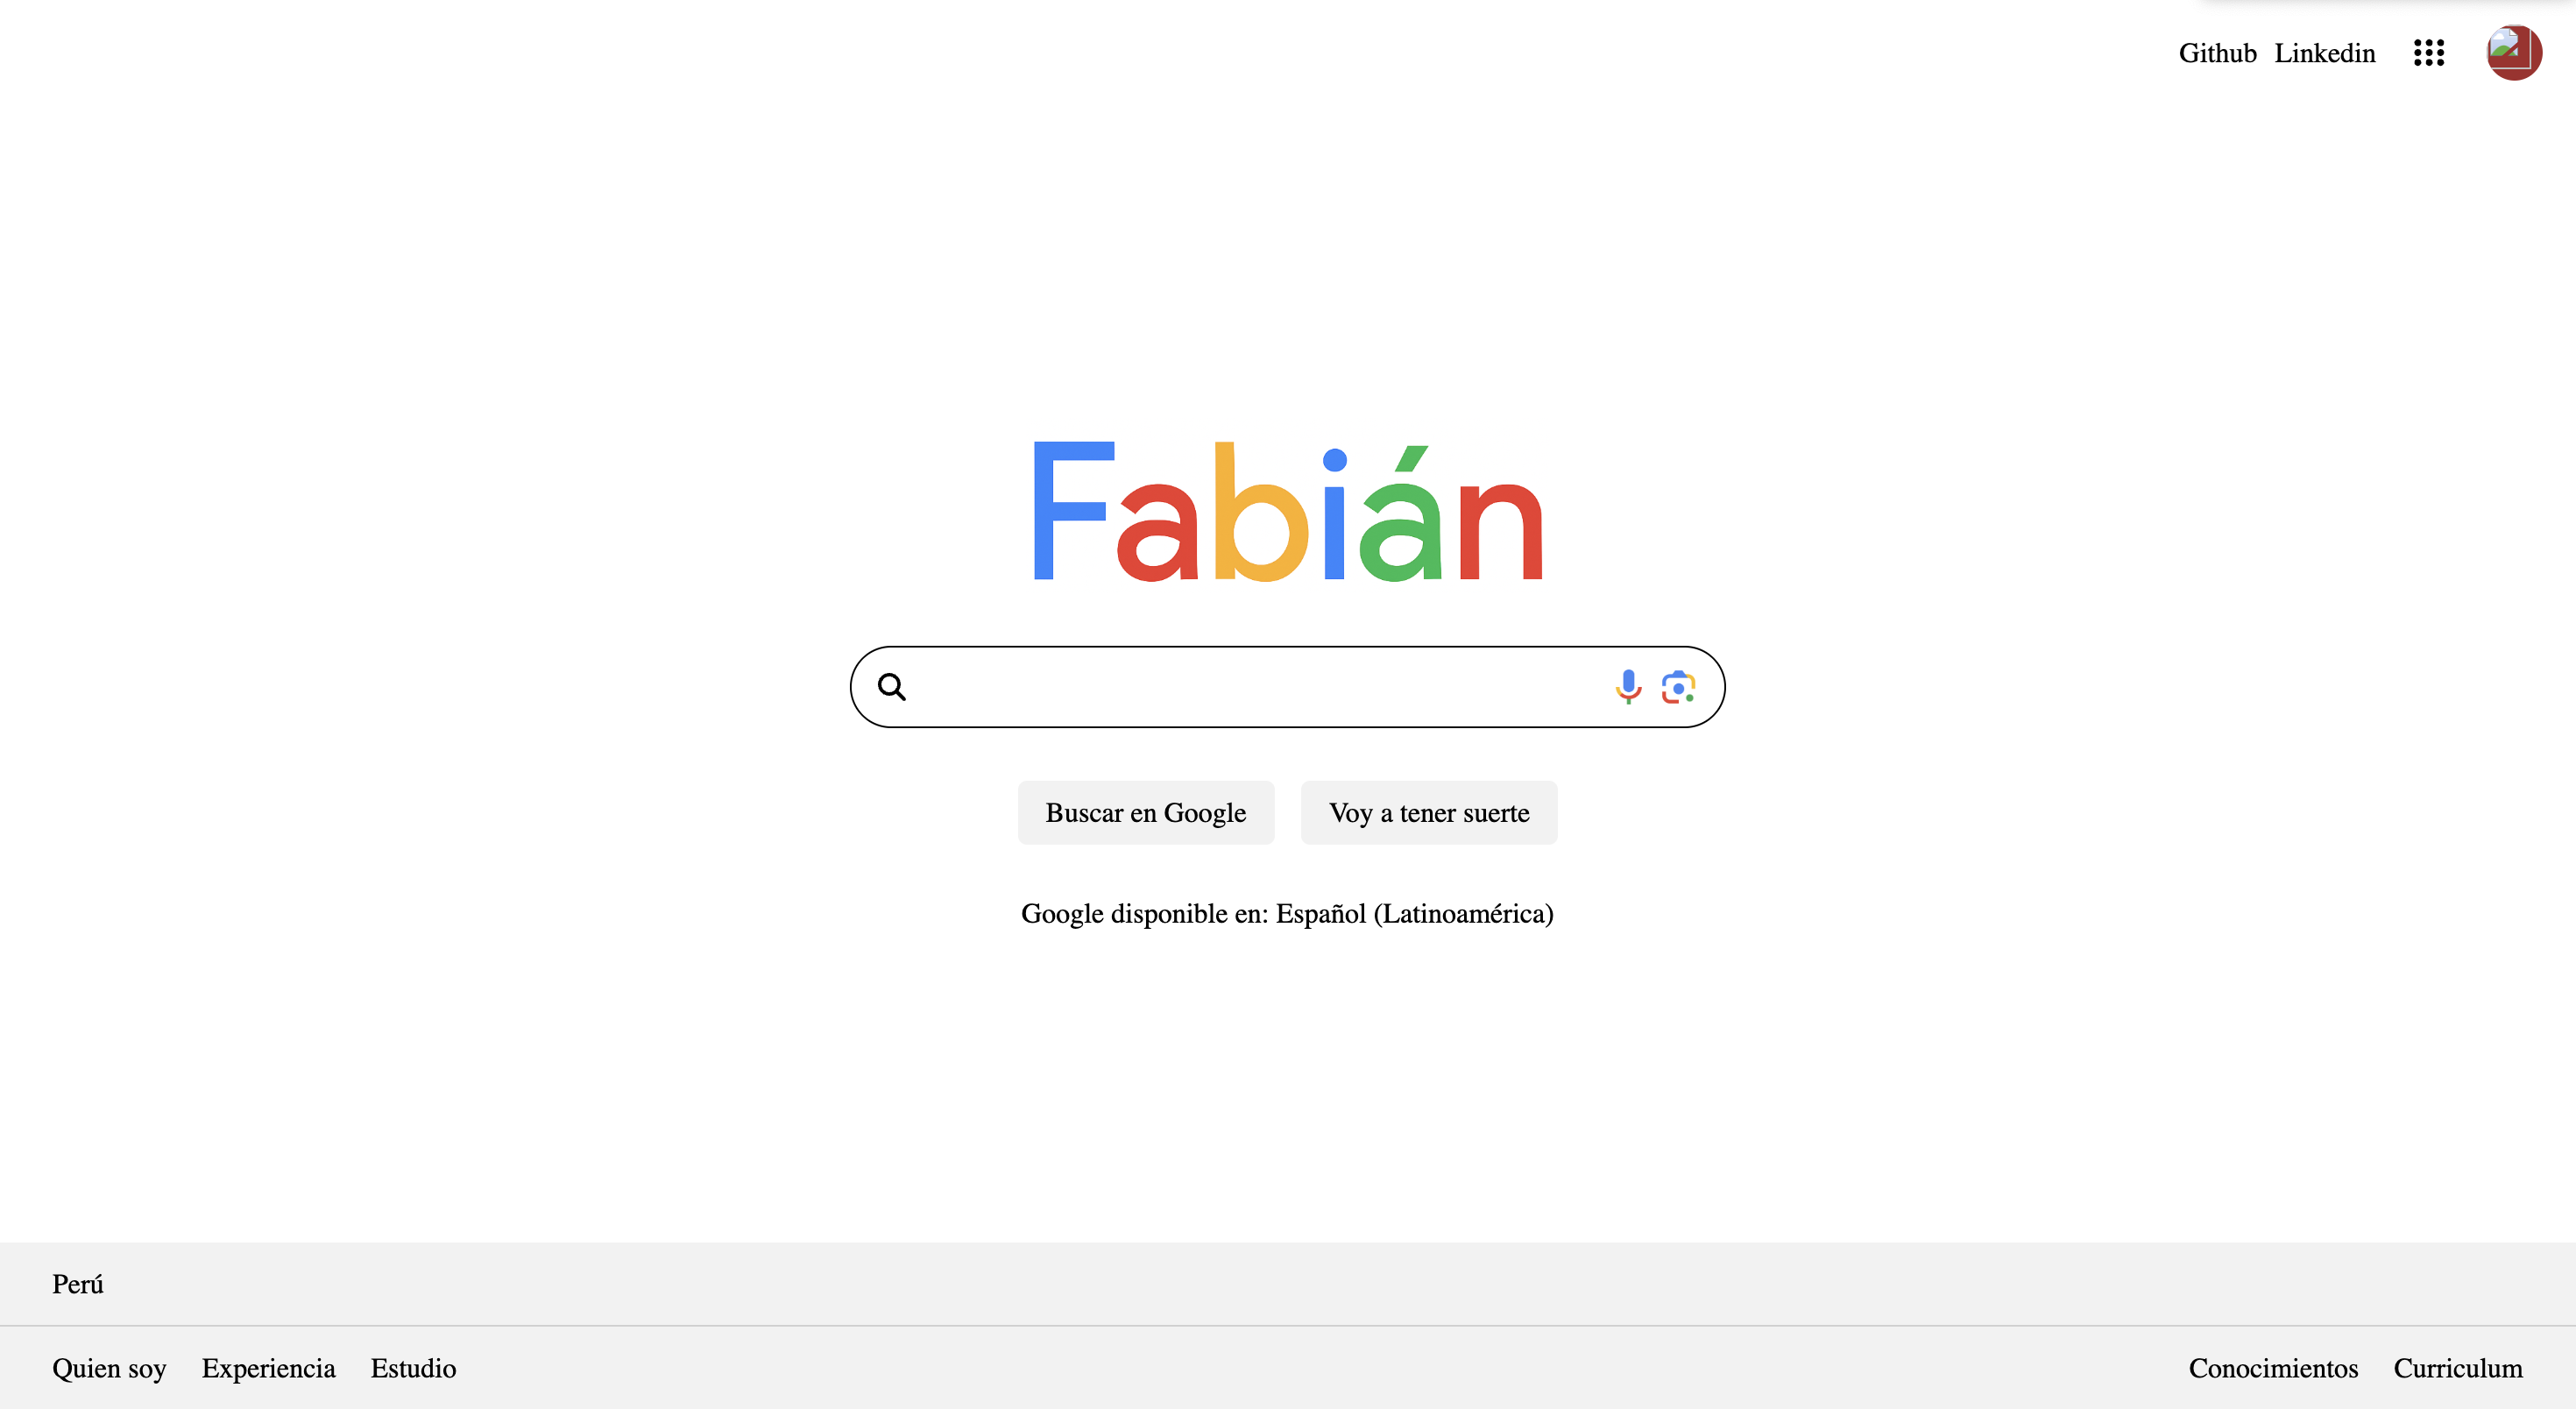 Github Linkedin
Fabián
Buscar en Google Voy a tener suerte
Google disponible en: Español (Latinoamérica)
Perú
Quien soy Experiencia Estudio Conocimientos Curriculum